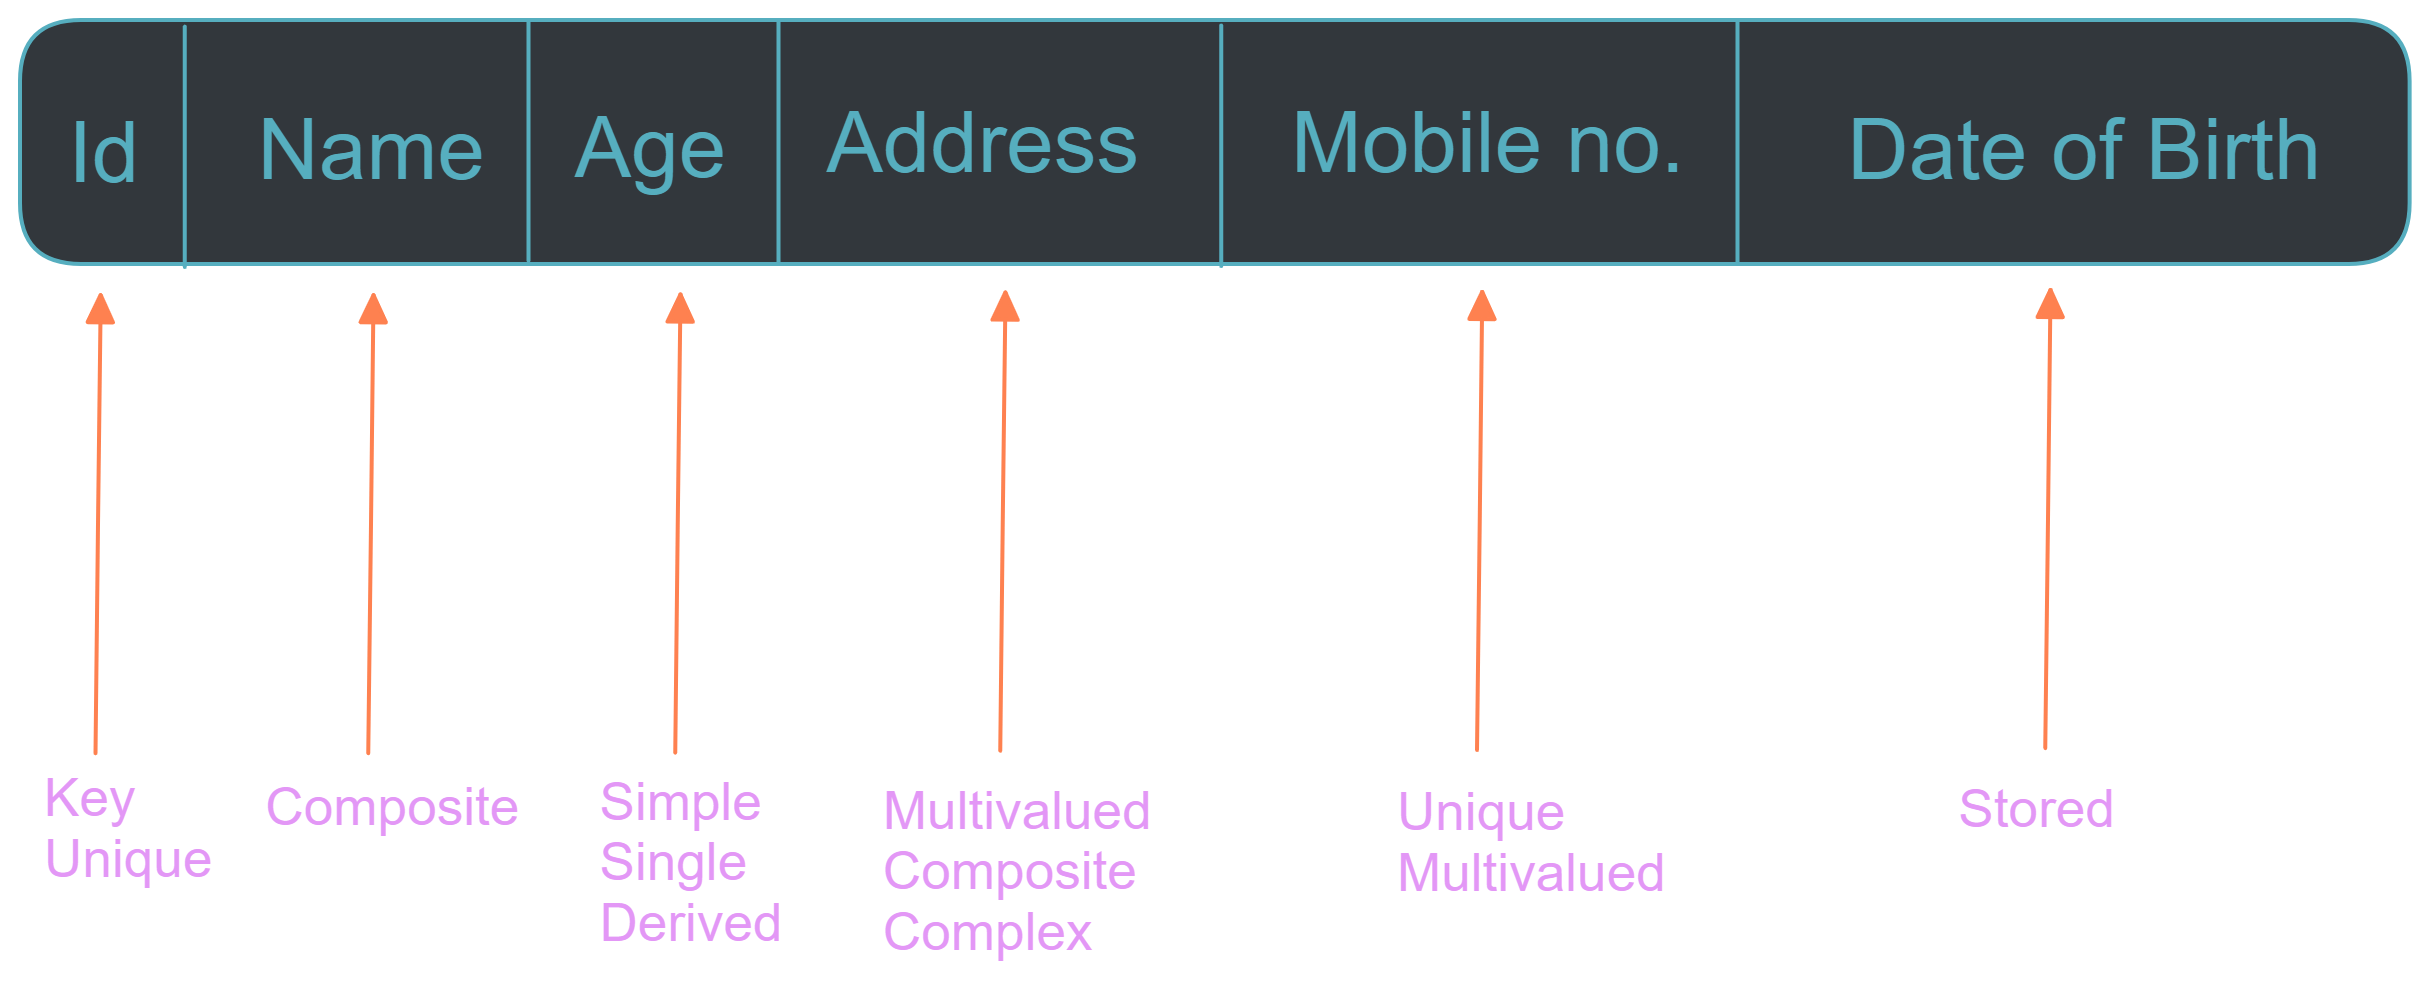 Id Name Age Address Mobile no. Date of Birth
Key
Unique
Composite
Simple
Single
Derived
Multivalued
Composite
Complex
Unique
Multivalued
Stored